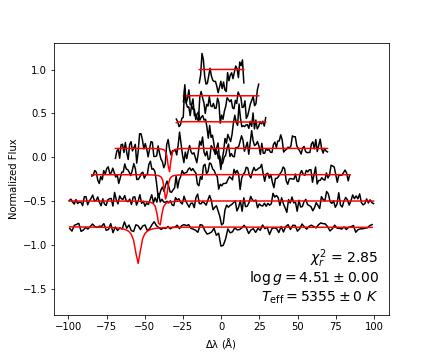 1.0
0.5
0.0
−0.5
−1.0
−1.5
Normalized Flux
χ²ᵣ = 2.85
log g = 4.51 ± 0.00
T_eff = 5355 ± 0 K
−100 −75 −50 −25 0 25 50 75 100
Δλ (Å)